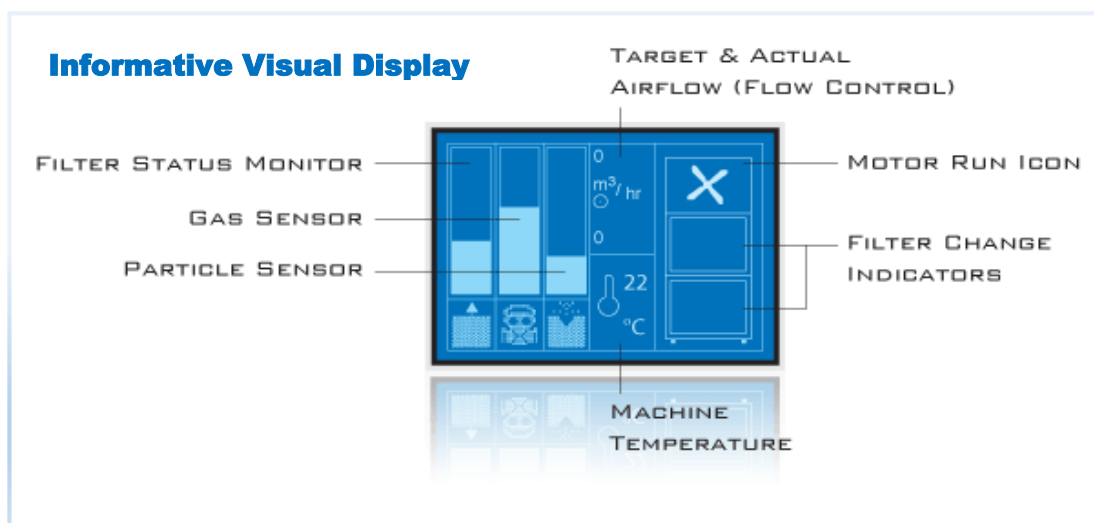 Informative Visual Display
TARGET & ACTUAL
AIRFLOW (FLOW CONTROL)
FILTER STATUS MONITOR
GAS SENSOR
PARTICLE SENSOR
0
m³/ hr
0
22
°C
MOTOR RUN ICON
FILTER CHANGE
INDICATORS
MACHINE
TEMPERATURE